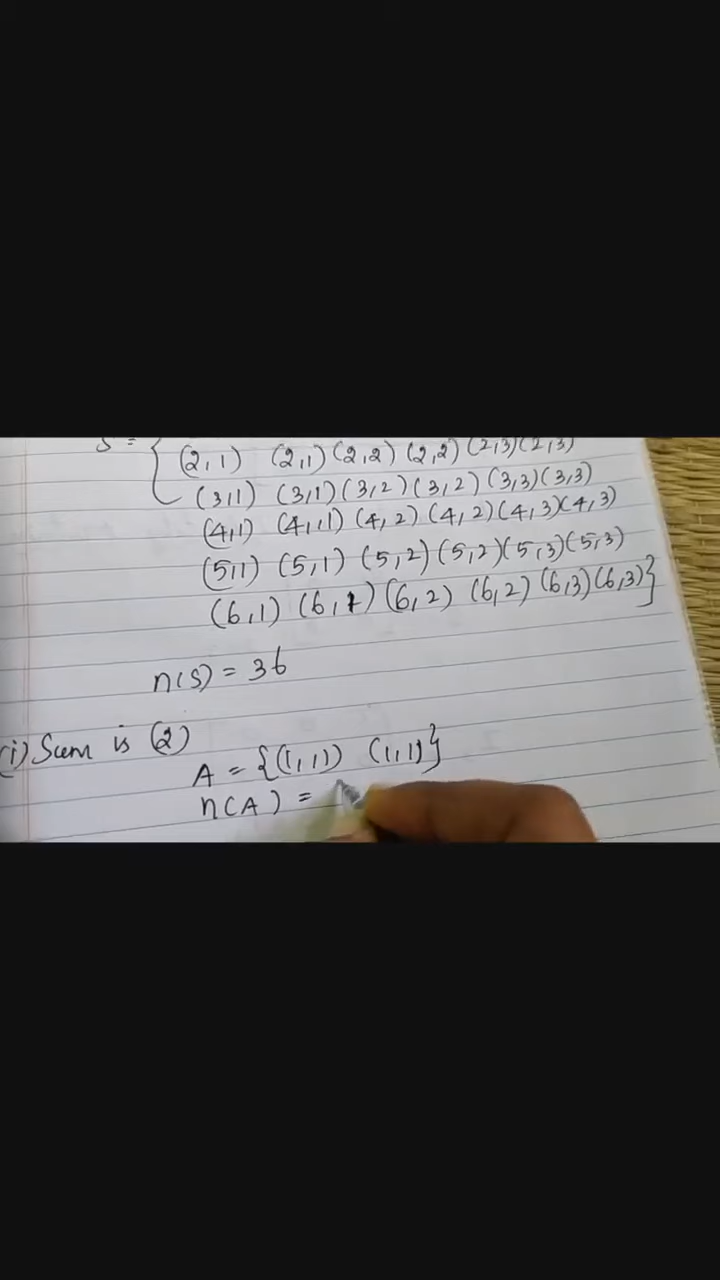 S = { (2,1) (2,1) (2,2) (2,2) (2,3) (2,3)
(3,1) (3,1) (3,2) (3,2) (3,3) (3,3)
(4,1) (4,1) (4,2) (4,2) (4,3) (4,3)
(5,1) (5,1) (5,2) (5,2) (5,3) (5,3)
(6,1) (6,1) (6,2) (6,2) (6,3) (6,3) }
n(S) = 36
(i) Sum is (2)
A = {(1,1) (1,1)}
n(A) =